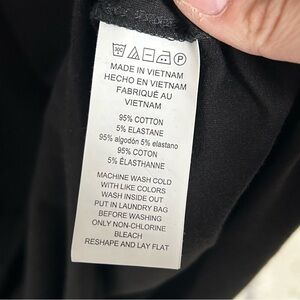 MADE IN VIETNAM
HECHO EN VIETNAM
FABRIQUÉ AU
VIETNAM
95% COTTON
5% ELASTANE
95% algodón 5% elastano
95% COTON
5% ÉLASTHANNE
MACHINE WASH COLD
WITH LIKE COLORS
WASH INSIDE OUT
PUT IN LAUNDRY BAG
BEFORE WASHING
ONLY NON-CHLORINE
BLEACH
RESHAPE AND LAY FLAT